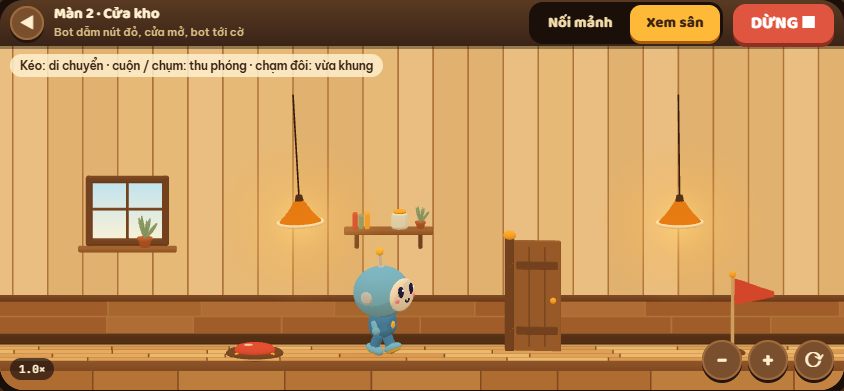 Màn 2 · Cửa kho
Bot dẫm nút đỏ, cửa mở, bot tới cờ
Nối mảnh
Xem sân
DỪNG
Kéo: di chuyển · cuộn / chụm: thu phóng · chạm đôi: vừa khung
1.0×